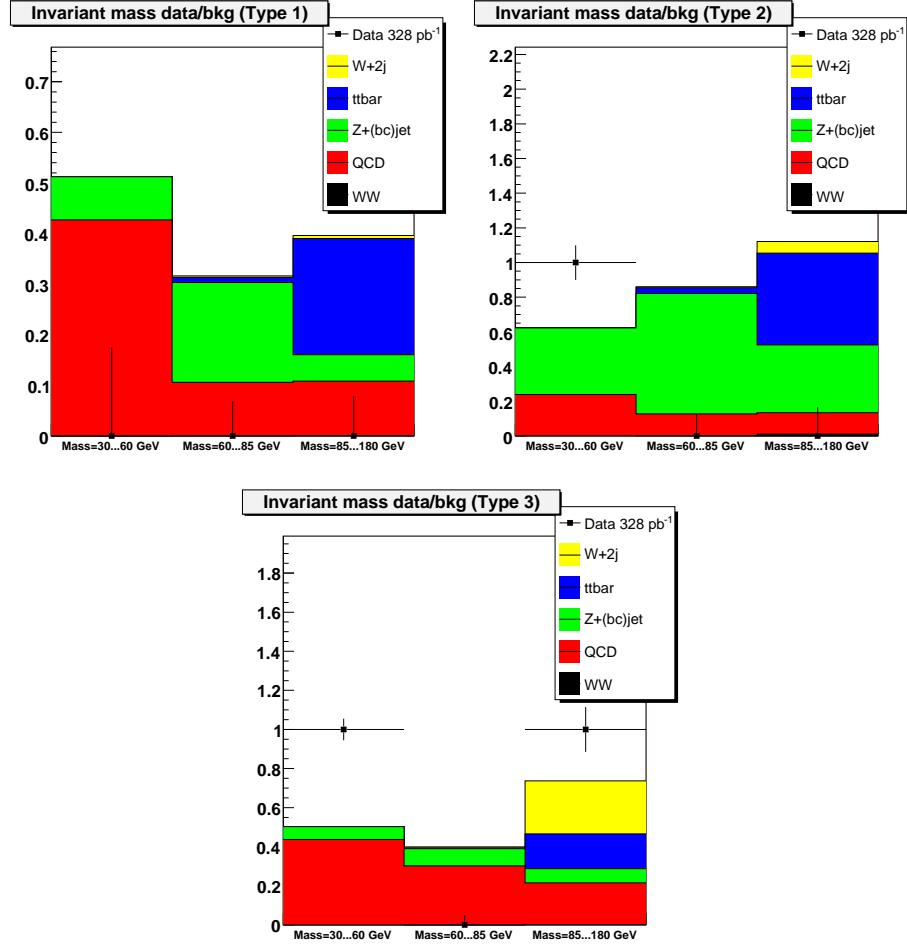 Invariant mass data/bkg (Type 1)
Data 328 pb-1
W+2j
ttbar
Z+(bc)jet
QCD
WW
0.7
0.6
0.5
0.4
0.3
0.2
0.1
0
Mass=30...60 GeV Mass=60...85 GeV Mass=85...180 GeV
Invariant mass data/bkg (Type 2)
Data 328 pb-1
W+2j
ttbar
Z+(bc)jet
QCD
WW
2.2
2
1.8
1.6
1.4
1.2
1
0.8
0.6
0.4
0.2
0
Mass=30...60 GeV Mass=60...85 GeV Mass=85...180 GeV
Invariant mass data/bkg (Type 3)
Data 328 pb-1
W+2j
ttbar
Z+(bc)jet
QCD
WW
1.8
1.6
1.4
1.2
1
0.8
0.6
0.4
0.2
0
Mass=30...60 GeV Mass=60...85 GeV Mass=85...180 GeV